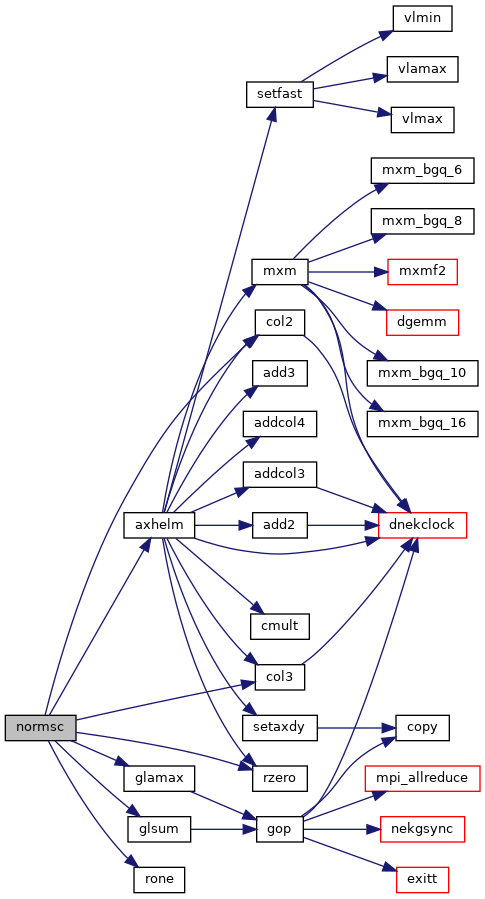 vlmin
vlamax
setfast
vlmax
mxm_bgq_6
mxm_bgq_8
mxm
mxmf2
col2
dgemm
add3
mxm_bgq_10
addcol4
mxm_bgq_16
addcol3
axhelm
add2
dnekclock
cmult
col3
normsc
setaxdy
copy
glamax
rzero
mpi_allreduce
glsum
gop
nekgsync
rone
exitt